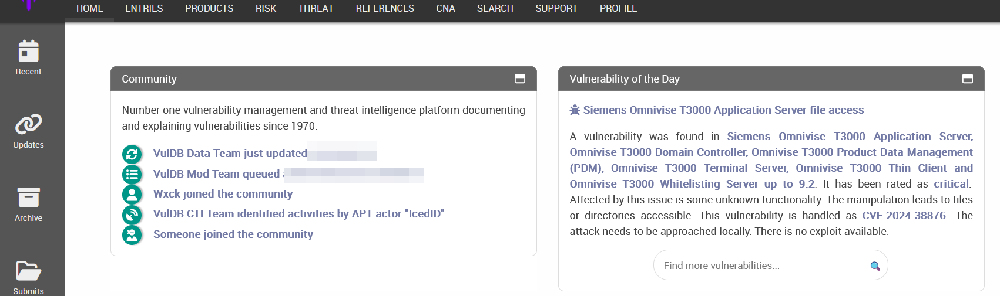 HOME ENTRIES PRODUCTS RISK THREAT REFERENCES CNA SEARCH SUPPORT PROFILE
Recent
Updates
Archive
Submits
Community
Number one vulnerability management and threat intelligence platform documenting
and explaining vulnerabilities since 1970.
VulDB Data Team just updated
VulDB Mod Team queued
Wxck joined the community
VulDB CTI Team identified activities by APT actor "IcedID"
Someone joined the community
Vulnerability of the Day
Siemens Omnivise T3000 Application Server file access
A vulnerability was found in Siemens Omnivise T3000 Application Server,
Omnivise T3000 Domain Controller, Omnivise T3000 Product Data Management
(PDM), Omnivise T3000 Terminal Server, Omnivise T3000 Thin Client and
Omnivise T3000 Whitelisting Server up to 9.2. It has been rated as critical.
Affected by this issue is some unknown functionality. The manipulation leads to files
or directories accessible. This vulnerability is handled as CVE-2024-38876. The
attack needs to be approached locally. There is no exploit available.
Find more vulnerabilities...